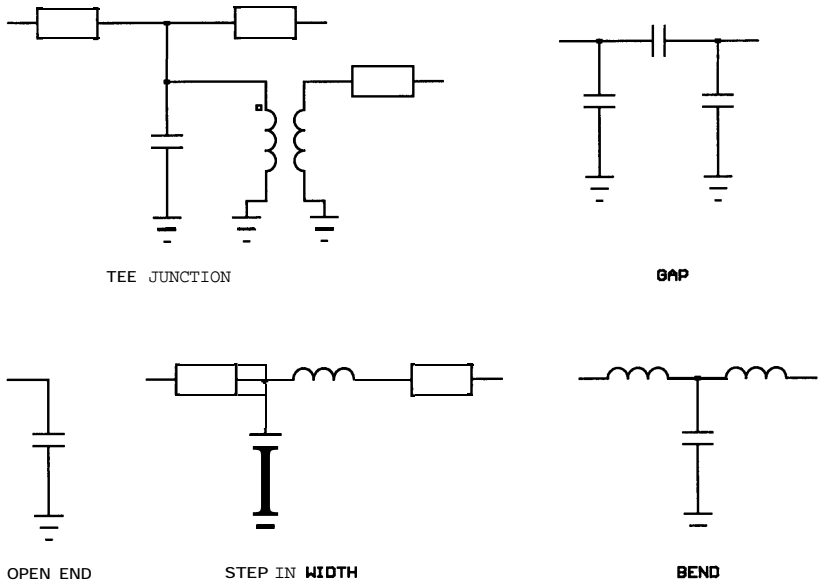 TEE JUNCTION
GAP
OPEN END
STEP IN WIDTH
BEND